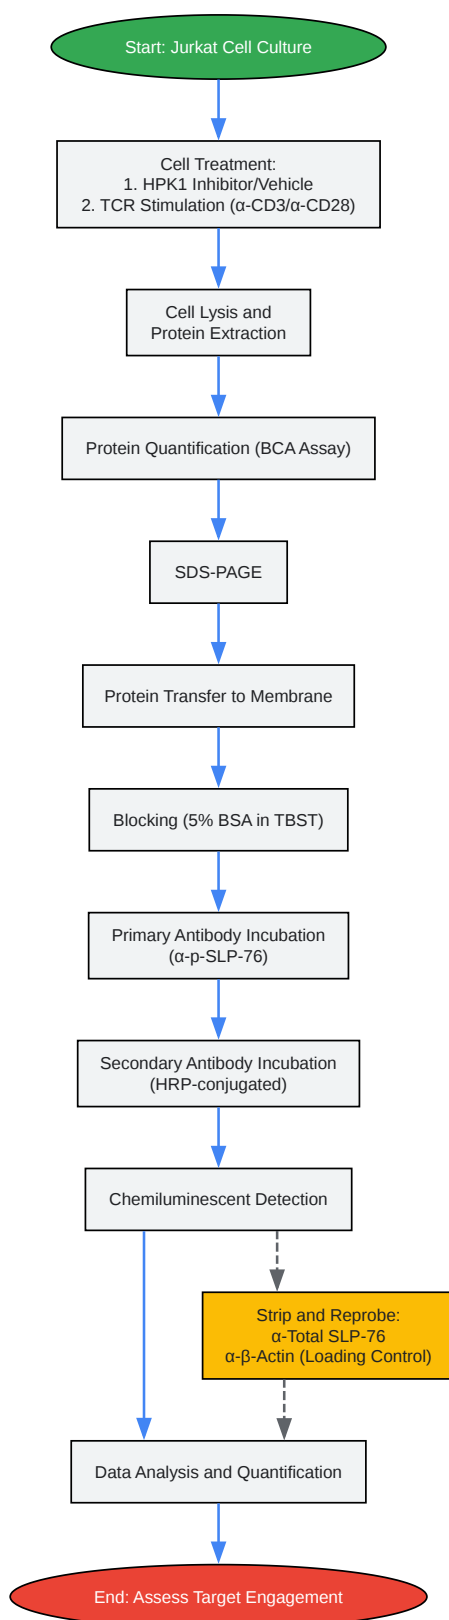 Start: Jurkat Cell Culture
Cell Treatment:
1. HPK1 Inhibitor/Vehicle
2. TCR Stimulation (α-CD3/α-CD28)
Cell Lysis and
Protein Extraction
Protein Quantification (BCA Assay)
SDS-PAGE
Protein Transfer to Membrane
Blocking (5% BSA in TBST)
Primary Antibody Incubation
(α-p-SLP-76)
Secondary Antibody Incubation
(HRP-conjugated)
Chemiluminescent Detection
Strip and Reprobe:
α-Total SLP-76
α-β-Actin (Loading Control)
Data Analysis and Quantification
End: Assess Target Engagement